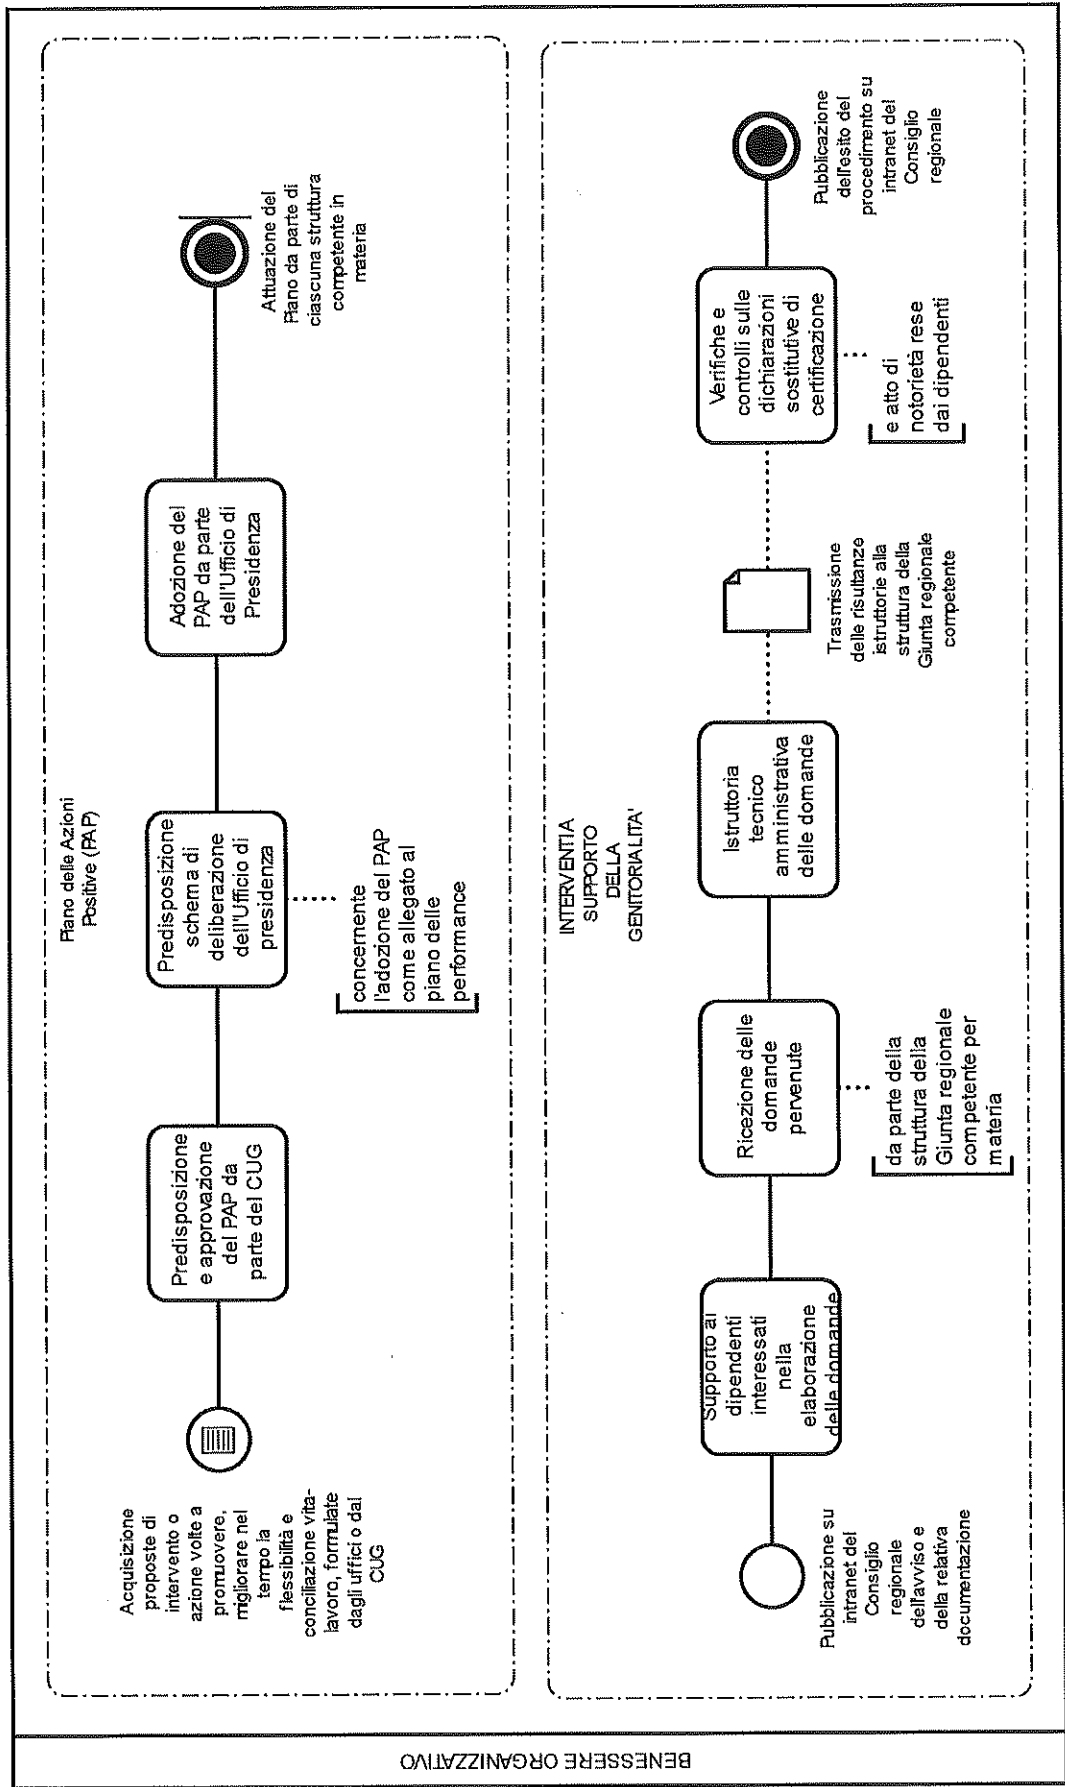 BENESSERE ORGANIZZATIVO
Piano delle Azioni
Positive (PAP)
Acquisizione
proposte di
intervento o
azione volte a
promuovere,
migliorare nel
tempo la
flessibilità e
conciliazione vita-
lavoro, formulate
dagli uffici o dal
CUG
Predisposizione
e approvazione
del PAP da
parte del CUG
Predisposizione
schema di
deliberazione
dell'Ufficio di
presidenza
concernente
l'adozione del PAP
come allegato al
piano delle
performance
Adozione del
PAP da parte
dell'Ufficio di
Presidenza
Attuazione del
Piano da parte di
ciascuna struttura
competente in
materia
INTERVENTI A
SUPPORTO
DELLA
GENITORIALITA'
Pubblicazione su
intranet del
Consiglio
regionale
dell'avviso e
della relativa
documentazione
Supporto ai
dipendenti
interessati
nella
elaborazione
delle domande
Ricezione delle
domande
pervenute
da parte della
struttura della
Giunta regionale
competente per
materia
Istruttoria
tecnico
amministrativa
delle domande
Trasmissione
delle risultanze
istruttorie alla
struttura della
Giunta regionale
competente
Verifiche e
controlli sulle
dichiarazioni
sostitutive di
certificazione
e atto di
notorietà rese
dai dipendenti
Pubblicazione
dell'esito del
procedimento su
intranet del
Consiglio
regionale